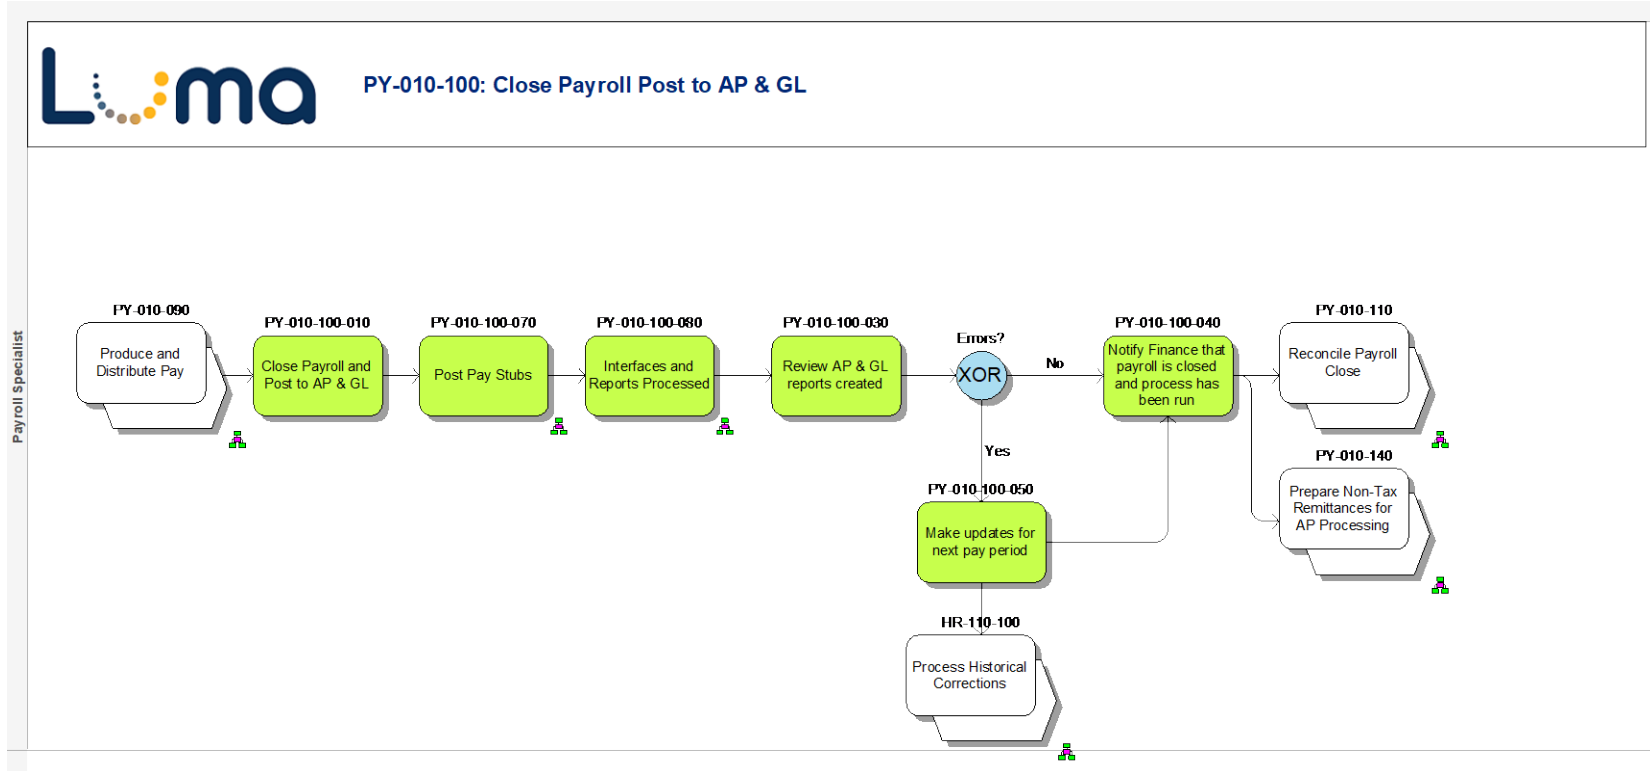 Luma
PY-010-100: Close Payroll Post to AP & GL
Payroll Specialist
PY-010-090
Produce and
Distribute Pay
PY-010-100-010
Close Payroll and
Post to AP & GL
PY-010-100-070
Post Pay Stubs
PY-010-100-080
Interfaces and
Reports Processed
PY-010-100-030
Review AP & GL
reports created
Errors?
XOR
No
Yes
PY-010-100-040
Notify Finance that
payroll is closed
and process has
been run
PY-010-110
Reconcile Payroll
Close
PY-010-140
Prepare Non-Tax
Remittances for
AP Processing
PY-010-100-050
Make updates for
next pay period
HR-110-100
Process Historical
Corrections